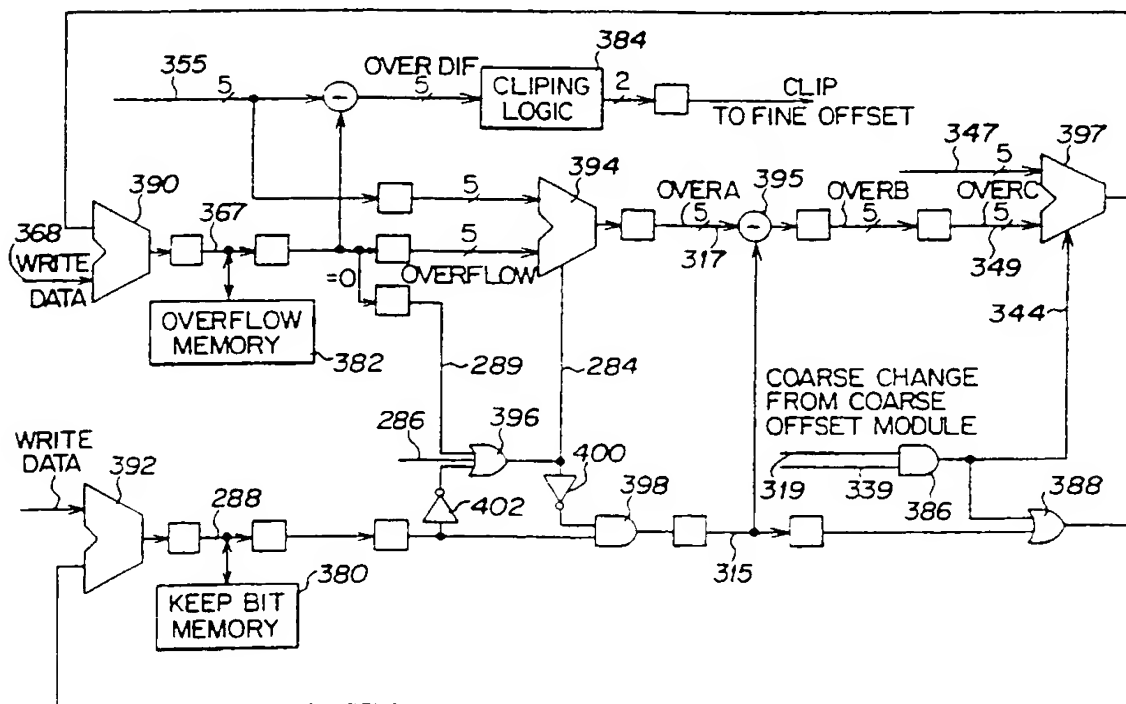 384
355
5
OVER DIF
5
CLIPING
LOGIC
2
CLIP
TO FINE OFFSET
347
5
397
390
394
5
OVERA
5
317
395
OVERB
5
OVERC
5
349
368
WRITE
DATA
367
=0
5
OVERFLOW
OVERFLOW
MEMORY
382
344
289
284
COARSE CHANGE
FROM COARSE
OFFSET MODULE
286
396
400
319
339
386
388
WRITE
DATA
392
288
402
398
315
380
KEEP BIT
MEMORY